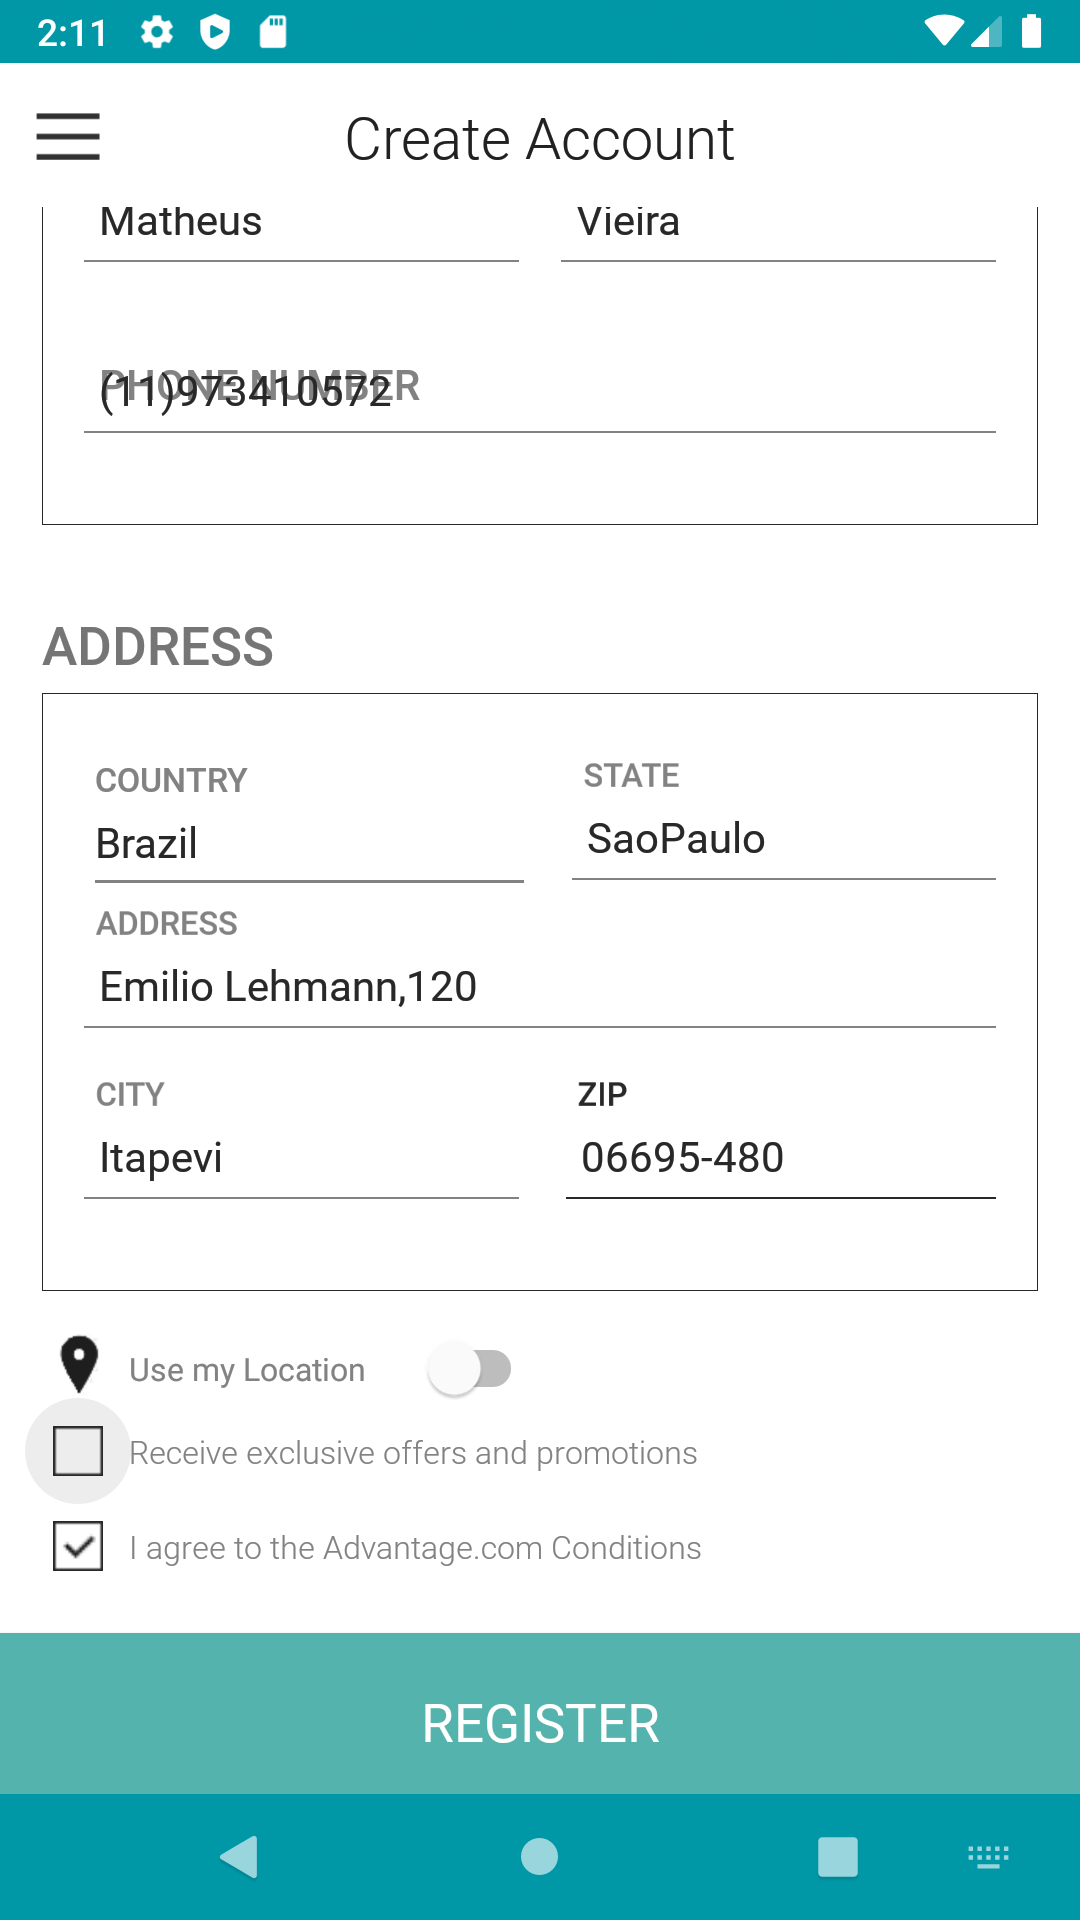 2:11
Create Account
Matheus
Vieira
PHONE NUMBER
(11)973410572
ADDRESS
COUNTRY
STATE
Brazil
SaoPaulo
ADDRESS
Emilio Lehmann,120
CITY
ZIP
Itapevi
06695-480
Use my Location
Receive exclusive offers and promotions
I agree to the Advantage.com Conditions
REGISTER